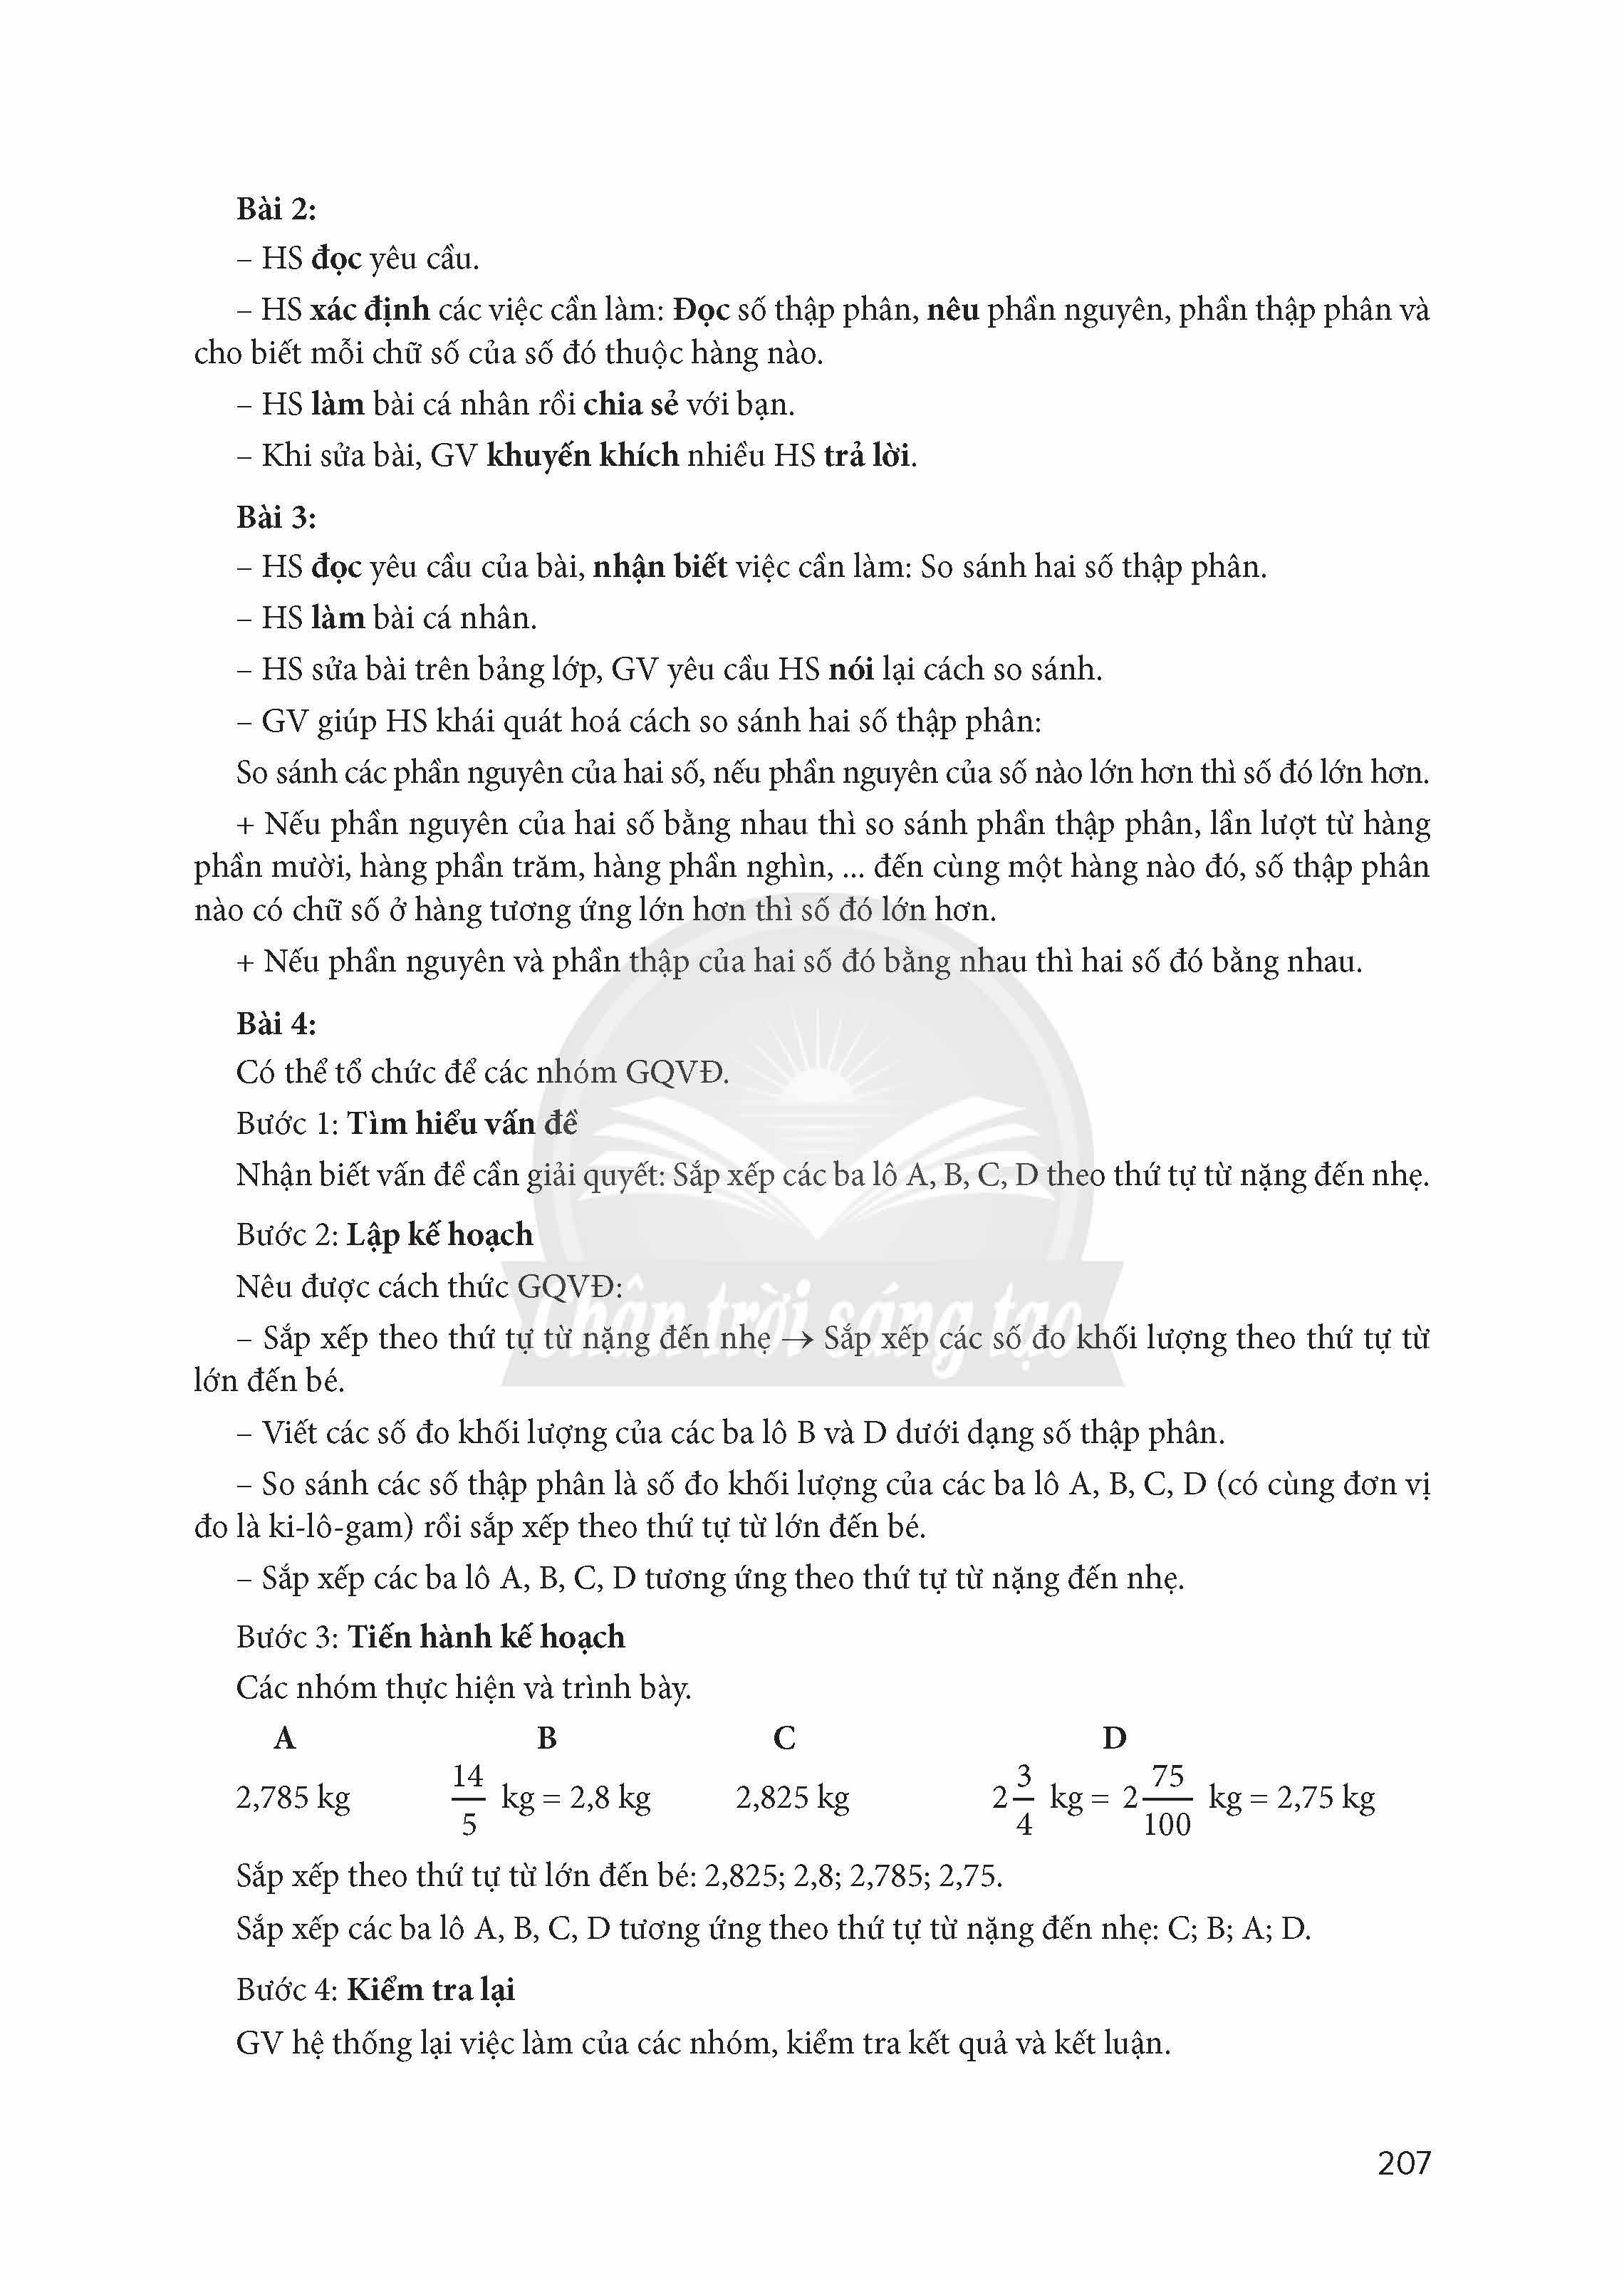 Bài 2:
– HS đọc yêu cầu.
– HS xác định các việc cần làm: Đọc số thập phân, nêu phần nguyên, phần thập phân và
cho biết mỗi chữ số của số đó thuộc hàng nào.
– HS làm bài cá nhân rồi chia sẻ với bạn.
– Khi sửa bài, GV khuyến khích nhiều HS trả lời.
Bài 3:
– HS đọc yêu cầu của bài, nhận biết việc cần làm: So sánh hai số thập phân.
– HS làm bài cá nhân.
– HS sửa bài trên bảng lớp, GV yêu cầu HS nói lại cách so sánh.
– GV giúp HS khái quát hoá cách so sánh hai số thập phân:
So sánh các phần nguyên của hai số, nếu phần nguyên của số nào lớn hơn thì số đó lớn hơn.
+ Nếu phần nguyên của hai số bằng nhau thì so sánh phần thập phân, lần lượt từ hàng
phần mười, hàng phần trăm, hàng phần nghìn, ... đến cùng một hàng nào đó, số thập phân
nào có chữ số ở hàng tương ứng lớn hơn thì số đó lớn hơn.
+ Nếu phần nguyên và phần thập của hai số đó bằng nhau thì hai số đó bằng nhau.
Bài 4:
Có thể tổ chức để các nhóm GQVĐ.
Bước 1: Tìm hiểu vấn đề
Nhận biết vấn đề cần giải quyết: Sắp xếp các ba lô A, B, C, D theo thứ tự từ nặng đến nhẹ.
Bước 2: Lập kế hoạch
Nêu được cách thức GQVĐ:
Chân trời sáng tạo
– Sắp xếp theo thứ tự từ nặng đến nhẹ → Sắp xếp các số đo khối lượng theo thứ tự từ
lớn đến bé.
– Viết các số đo khối lượng của các ba lô B và D dưới dạng số thập phân.
– So sánh các số thập phân là số đo khối lượng của các ba lô A, B, C, D (có cùng đơn vị
đo là ki-lô-gam) rồi sắp xếp theo thứ tự từ lớn đến bé.
– Sắp xếp các ba lô A, B, C, D tương ứng theo thứ tự từ nặng đến nhẹ.
Bước 3: Tiến hành kế hoạch
Các nhóm thực hiện và trình bày.
A B C D
2,785 kg 14/5 kg = 2,8 kg 2,825 kg 2 3/4 kg = 2 75/100 kg = 2,75 kg
Sắp xếp theo thứ tự từ lớn đến bé: 2,825; 2,8; 2,785; 2,75.
Sắp xếp các ba lô A, B, C, D tương ứng theo thứ tự từ nặng đến nhẹ: C; B; A; D.
Bước 4: Kiểm tra lại
GV hệ thống lại việc làm của các nhóm, kiểm tra kết quả và kết luận.
207